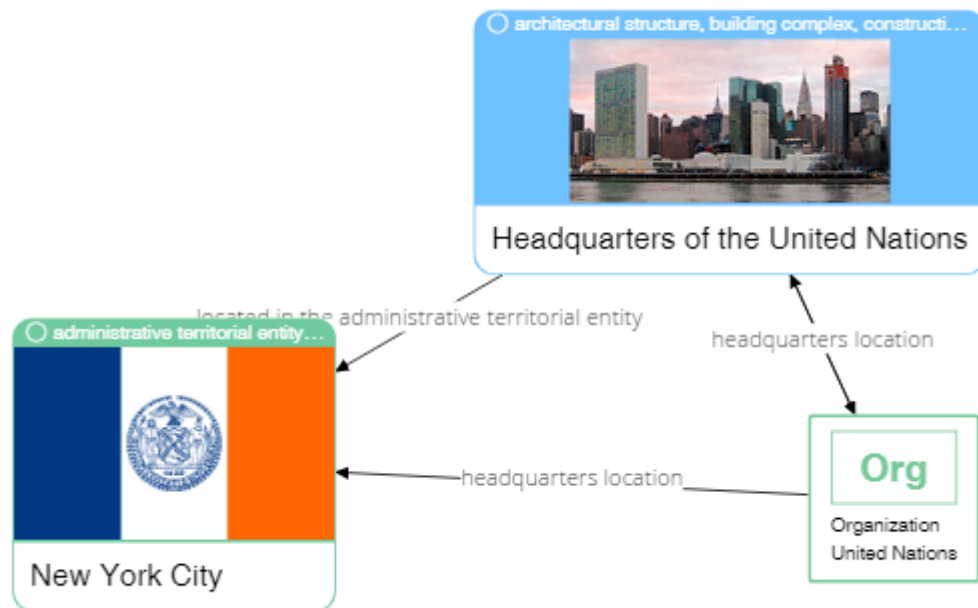 architectural structure, building complex, constructi...
Headquarters of the United Nations
located in the administrative territorial entity
administrative territorial entity...
headquarters location
headquarters location
Org
Organization
United Nations
New York City